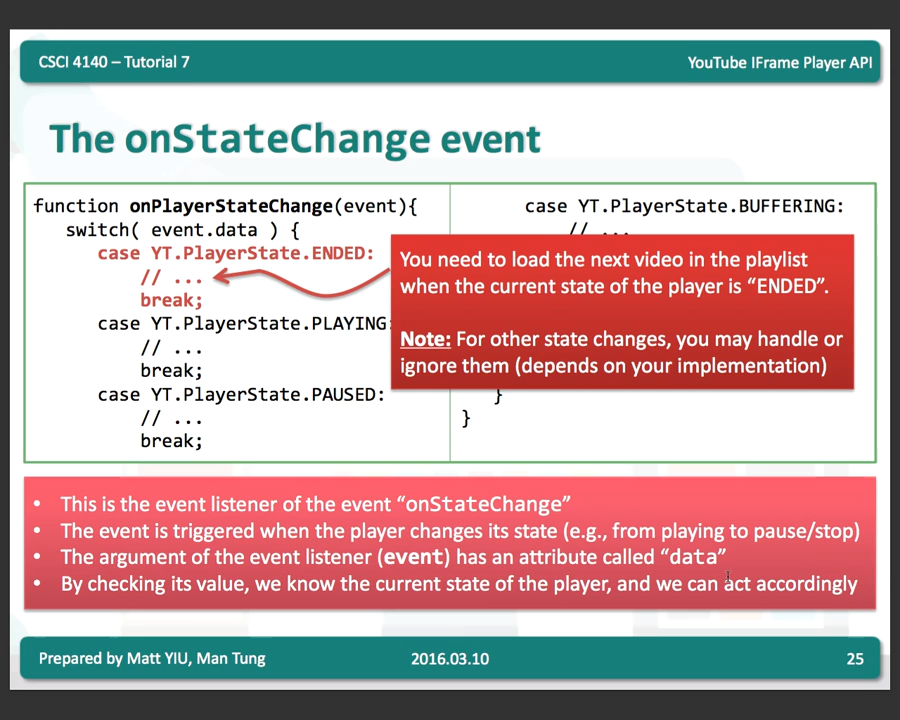 CSCI 4140 – Tutorial 7
YouTube IFrame Player API
The onStateChange event
function onPlayerStateChange(event){
switch( event.data ) {
case YT.PlayerState.ENDED:
// ...
break;
case YT.PlayerState.PLAYING:
// ...
break;
case YT.PlayerState.PAUSED:
// ...
break;
case YT.PlayerState.BUFFERING:
// ...
}
}
You need to load the next video in the playlist
when the current state of the player is “ENDED”.
Note: For other state changes, you may handle or
ignore them (depends on your implementation)
• This is the event listener of the event “onStateChange”
• The event is triggered when the player changes its state (e.g., from playing to pause/stop)
• The argument of the event listener (event) has an attribute called “data”
• By checking its value, we know the current state of the player, and we can act accordingly
Prepared by Matt YIU, Man Tung
2016.03.10
25